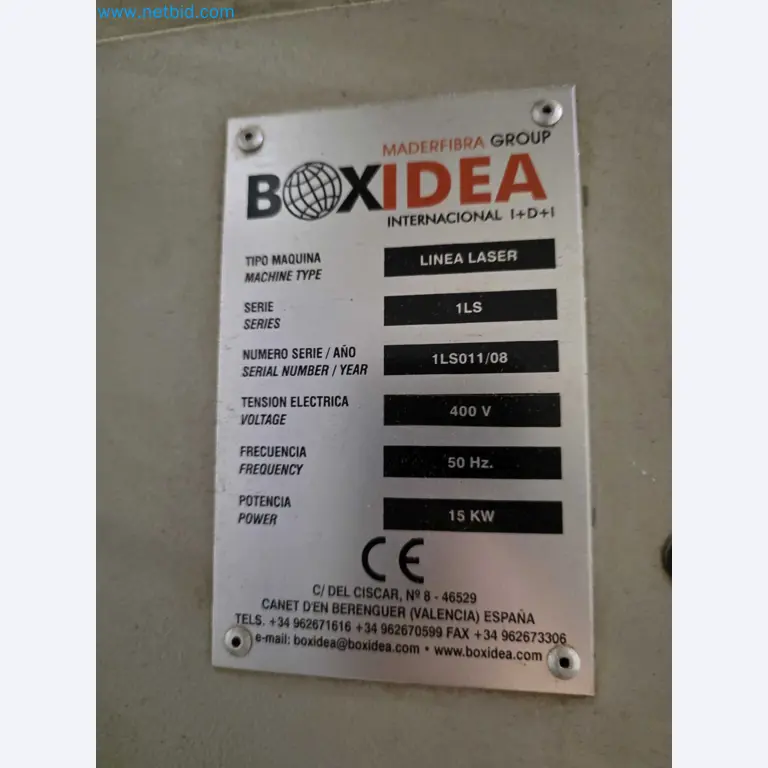 www.netbid.com
MADERFIBRA GROUP
BOXIDEA
INTERNACIONAL I+D+I
TIPO MAQUINA
MACHINE TYPE
LINEA LASER
SERIE
SERIES
1LS
NUMERO SERIE / AÑO
SERIAL NUMBER / YEAR
1LS011/08
TENSION ELECTRICA
VOLTAGE
400 V
FRECUENCIA
FREQUENCY
50 Hz.
POTENCIA
POWER
15 KW
CE
C/ DEL CISCAR, Nº 8 - 46529
CANET D'EN BERENGUER (VALENCIA) ESPAÑA
TELS. +34 962671616 +34 962670599 FAX +34 962673306
e-mail: boxidea@boxidea.com • www.boxidea.com